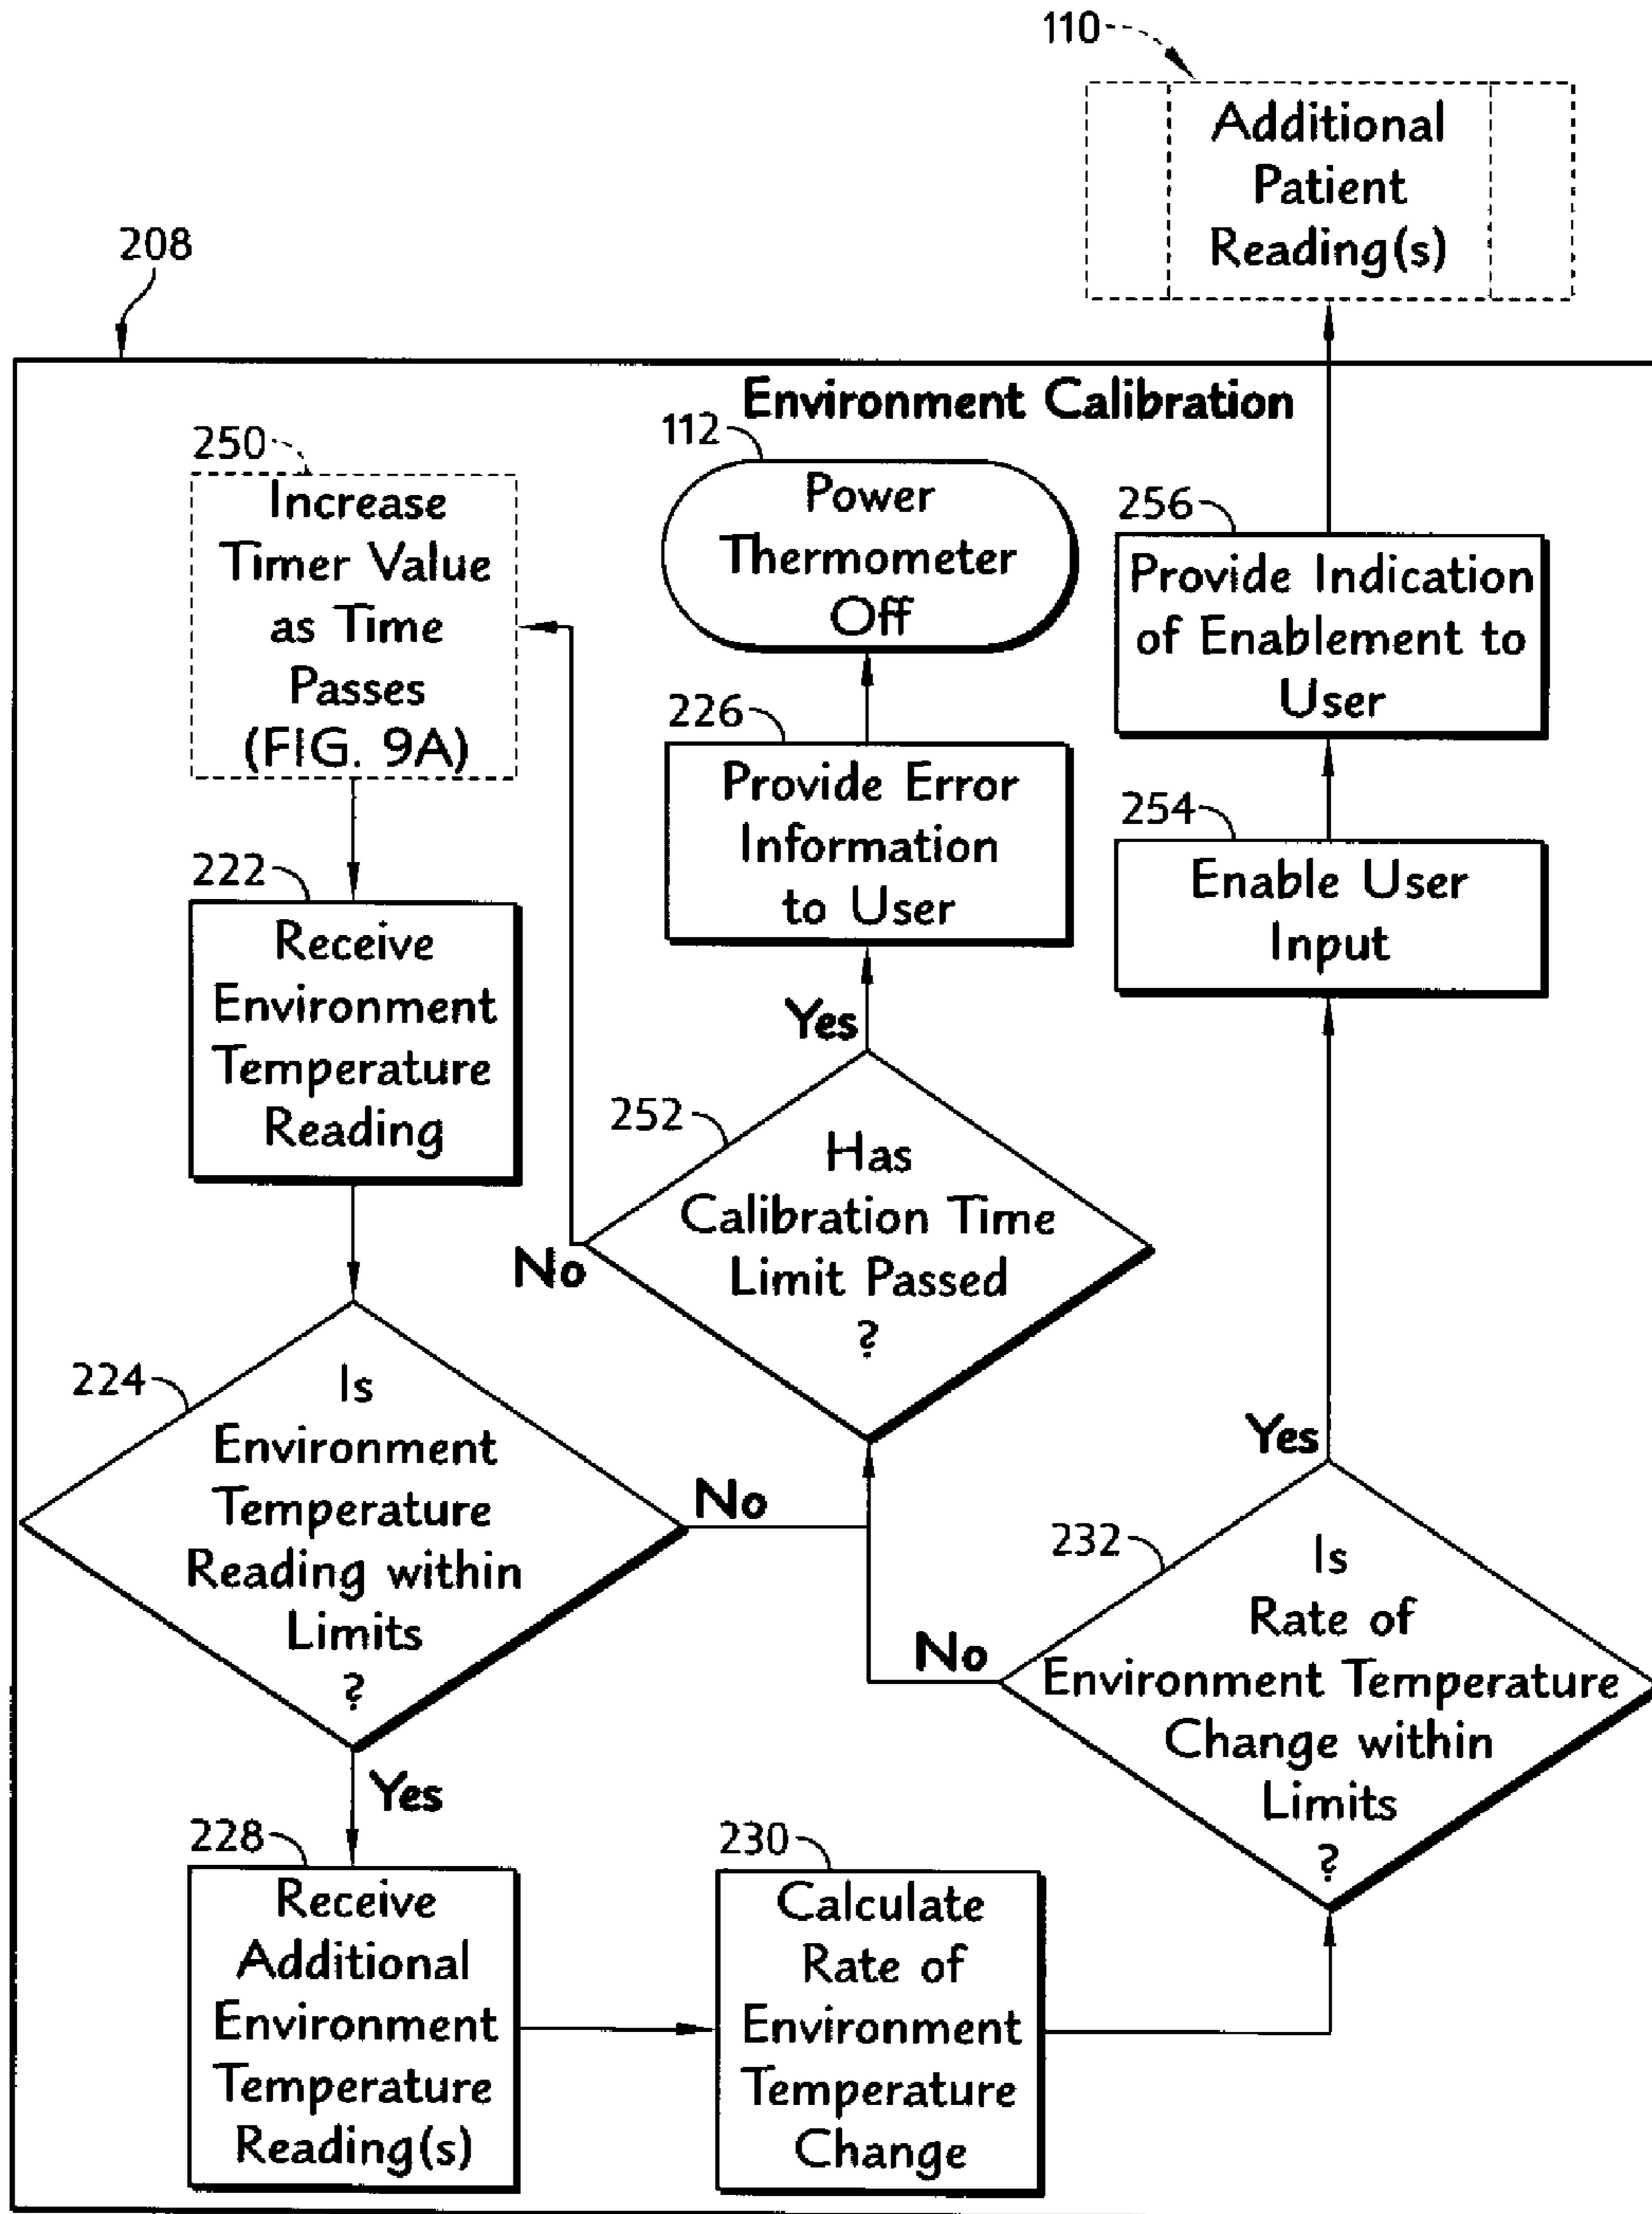 110
Additional
Patient
Reading(s)
208
Environment Calibration
250
Increase
Timer Value
as Time
Passes
(FIG. 9A)
112
Power
Thermometer
Off
256
Provide Indication
of Enablement to
User
226
Provide Error
Information
to User
254
Enable User
Input
222
Receive
Environment
Temperature
Reading
Yes
252
Has
Calibration Time
Limit Passed
?
No
224
Is
Environment
Temperature
Reading within
Limits
?
No
Yes
232
Is
Rate of
Environment Temperature
Change within
Limits
?
No
Yes
228
Receive
Additional
Environment
Temperature
Reading(s)
230
Calculate
Rate of
Environment
Temperature
Change